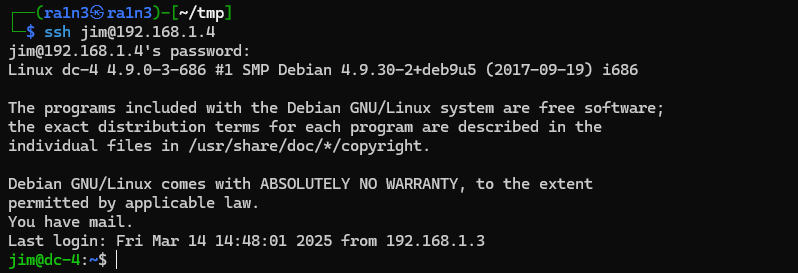 ┌──(ra1n3㉿ra1n3)-[~/tmp]
└─$ ssh jim@192.168.1.4
jim@192.168.1.4's password:
Linux dc-4 4.9.0-3-686 #1 SMP Debian 4.9.30-2+deb9u5 (2017-09-19) i686

The programs included with the Debian GNU/Linux system are free software;
the exact distribution terms for each program are described in the
individual files in /usr/share/doc/*/copyright.

Debian GNU/Linux comes with ABSOLUTELY NO WARRANTY, to the extent
permitted by applicable law.
You have mail.
Last login: Fri Mar 14 14:48:01 2025 from 192.168.1.3
jim@dc-4:~$